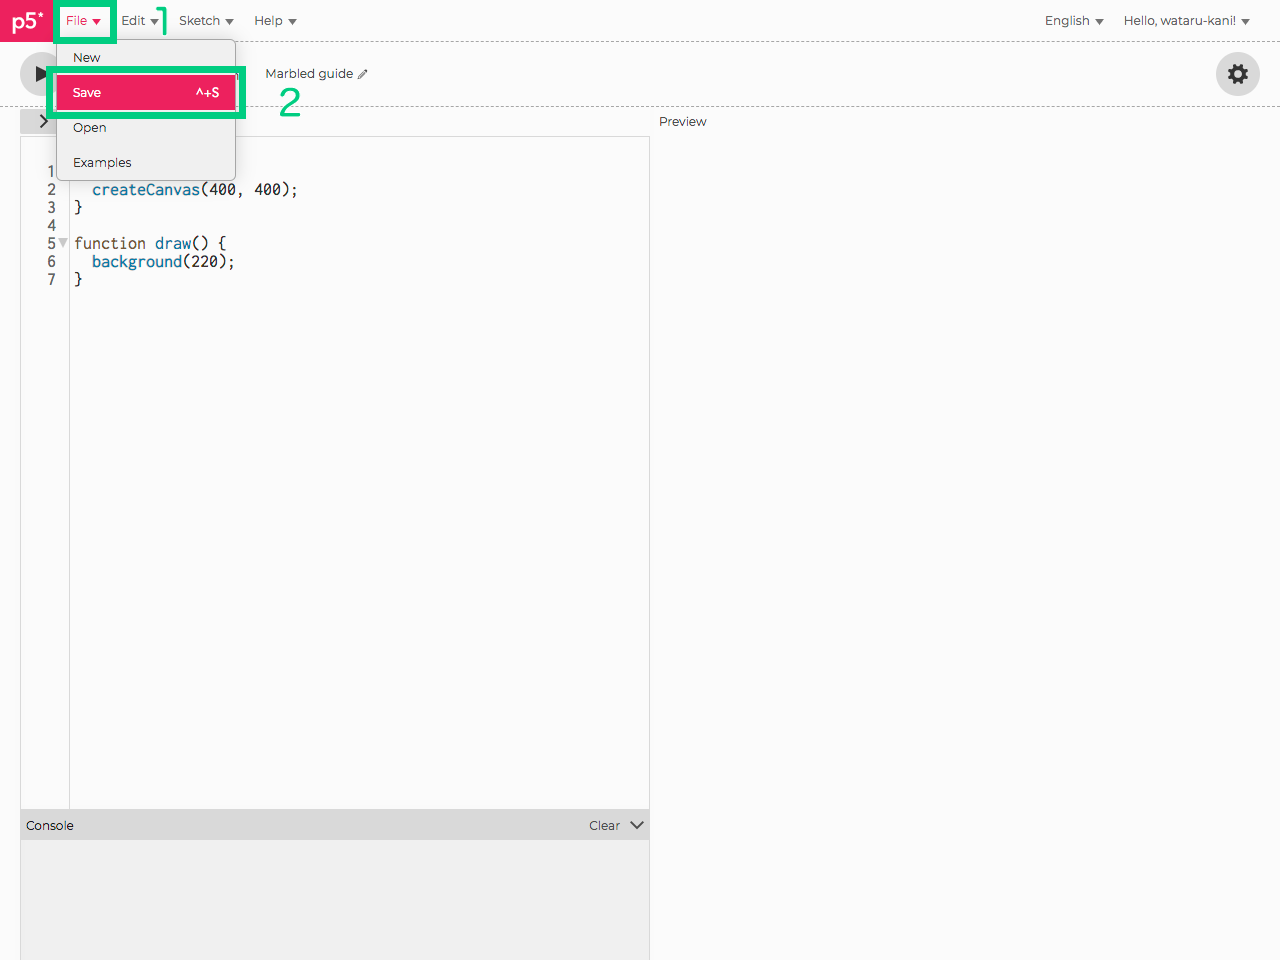 p5* File Edit 1 Sketch Help English Hello, wataru-kani!
New
Marbled guide
Save ^+S
2
Open
Preview
Examples
1
2 createCanvas(400, 400);
3 }
4
5 function draw() {
6 background(220);
7 }
Console Clear